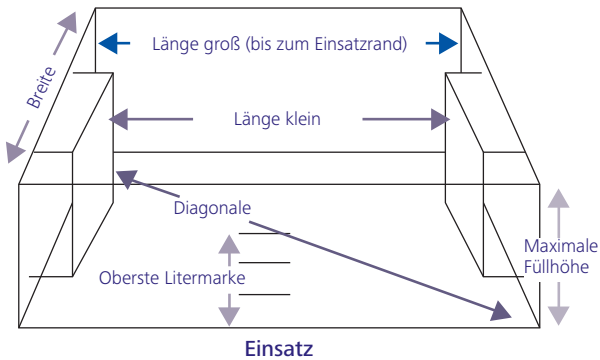 Länge groß (bis zum Einsatzrand)
Breite
Länge klein
Diagonale
Maximale
Füllhöhe
Oberste Litermarke
Einsatz